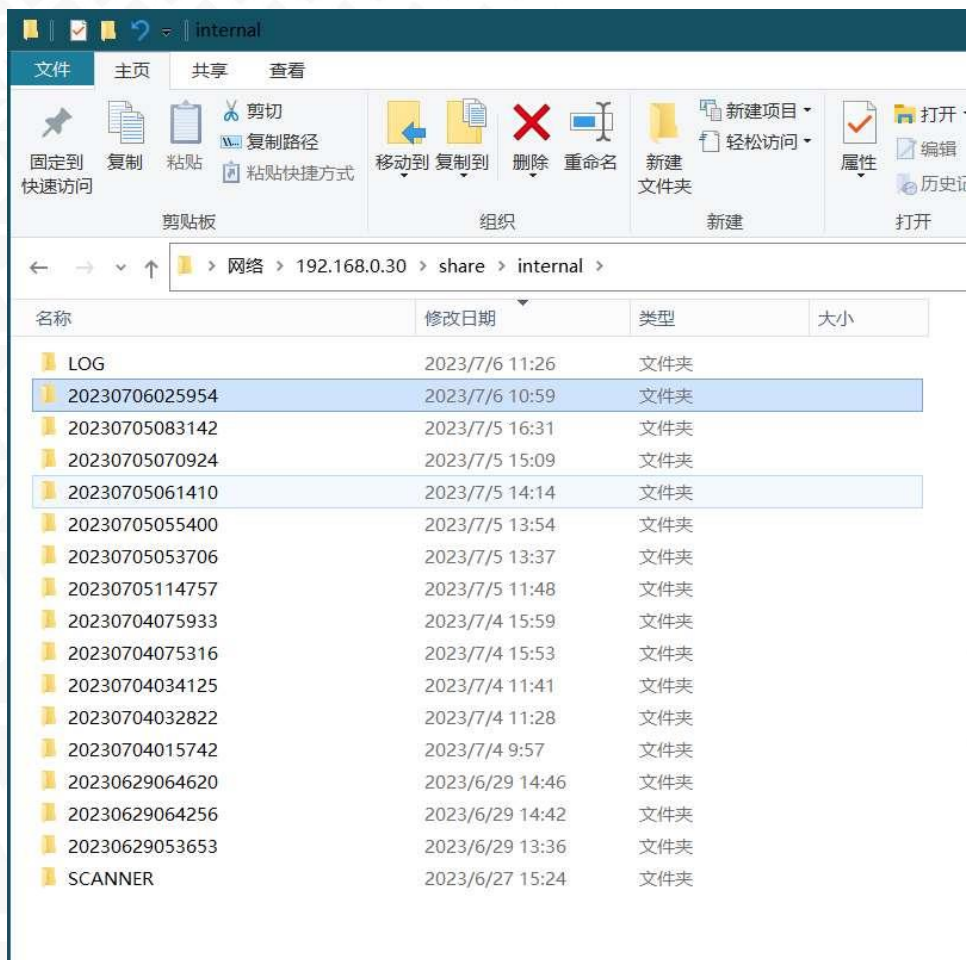 internal
文件 主页 共享 查看
固定到
快速访问
复制
粘贴
剪切
复制路径
粘贴快捷方式
剪贴板
移动到
复制到
删除
重命名
组织
新建
文件夹
新建项目
轻松访问
新建
属性
打开
编辑
历史记
打开
网络 > 192.168.0.30 > share > internal >
名称 修改日期 类型 大小
LOG 2023/7/6 11:26 文件夹
20230706025954 2023/7/6 10:59 文件夹
20230705083142 2023/7/5 16:31 文件夹
20230705070924 2023/7/5 15:09 文件夹
20230705061410 2023/7/5 14:14 文件夹
20230705055400 2023/7/5 13:54 文件夹
20230705053706 2023/7/5 13:37 文件夹
20230705114757 2023/7/5 11:48 文件夹
20230704075933 2023/7/4 15:59 文件夹
20230704075316 2023/7/4 15:53 文件夹
20230704034125 2023/7/4 11:41 文件夹
20230704032822 2023/7/4 11:28 文件夹
20230704015742 2023/7/4 9:57 文件夹
20230629064620 2023/6/29 14:46 文件夹
20230629064256 2023/6/29 14:42 文件夹
20230629053653 2023/6/29 13:36 文件夹
SCANNER 2023/6/27 15:24 文件夹